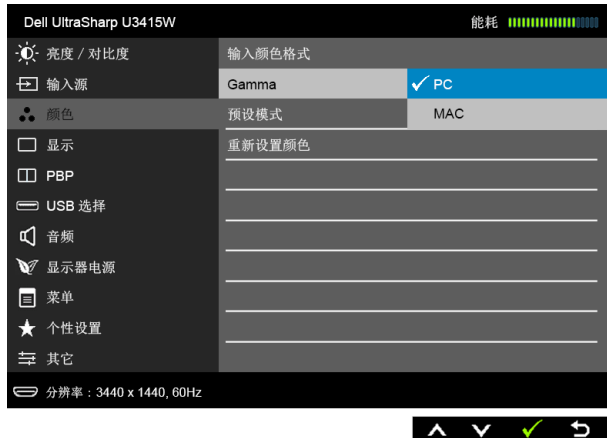 Dell UltraSharp U3415W 能耗
亮度 / 对比度 输入颜色格式
输入源 Gamma PC
颜色 预设模式 MAC
显示 重新设置颜色
PBP
USB 选择
音频
显示器电源
菜单
个性设置
其它
分辨率 : 3440 x 1440, 60Hz